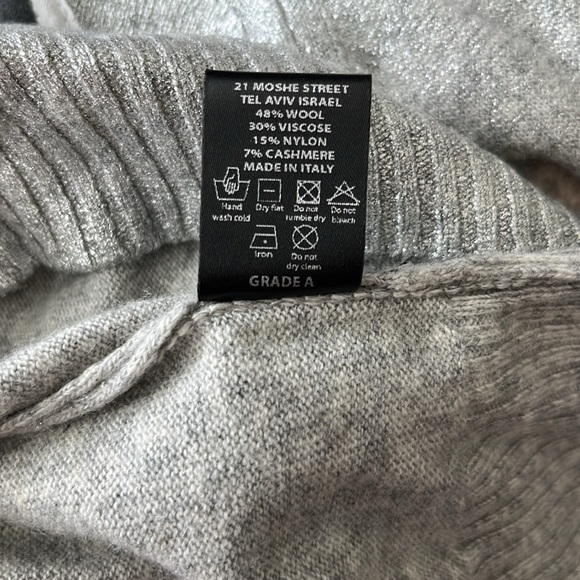 21 MOSHE STREET
TEL AVIV ISRAEL
48% WOOL
30% VISCOSE
15% NYLON
7% CASHMERE
MADE IN ITALY
Hand wash cold
Dry flat
Do not tumble dry
Do not bleach
Iron
Do not dry clean
GRADE A